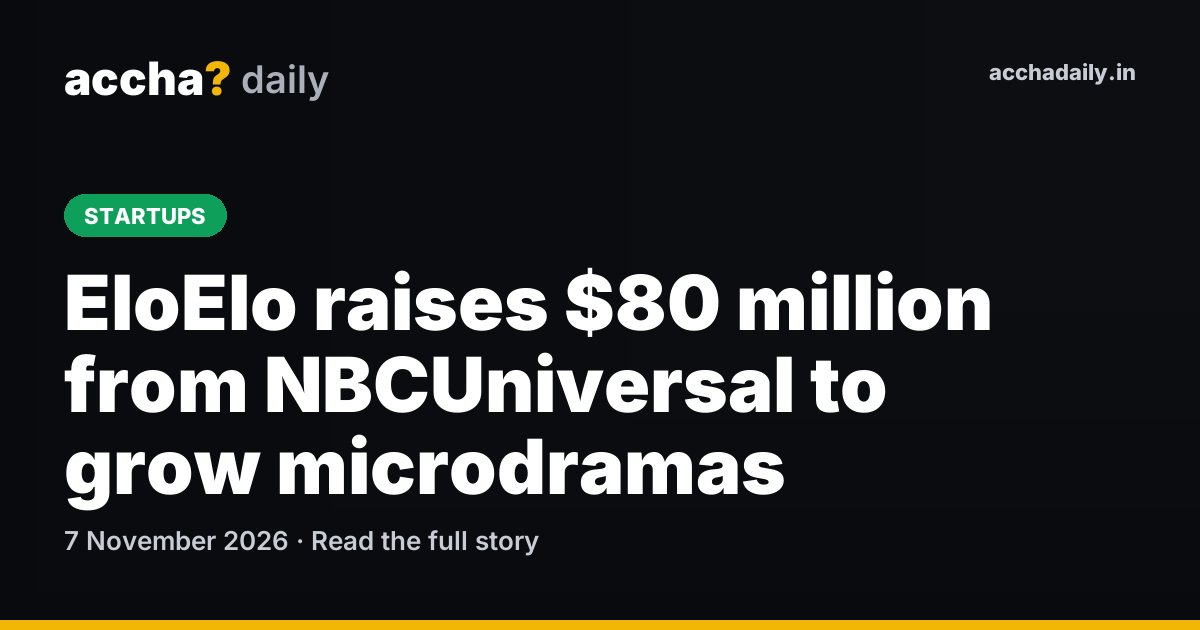 accha? daily
acchadaily.in
STARTUPS
EloElo raises $80 million
from NBCUniversal to
grow microdramas
7 November 2026 · Read the full story